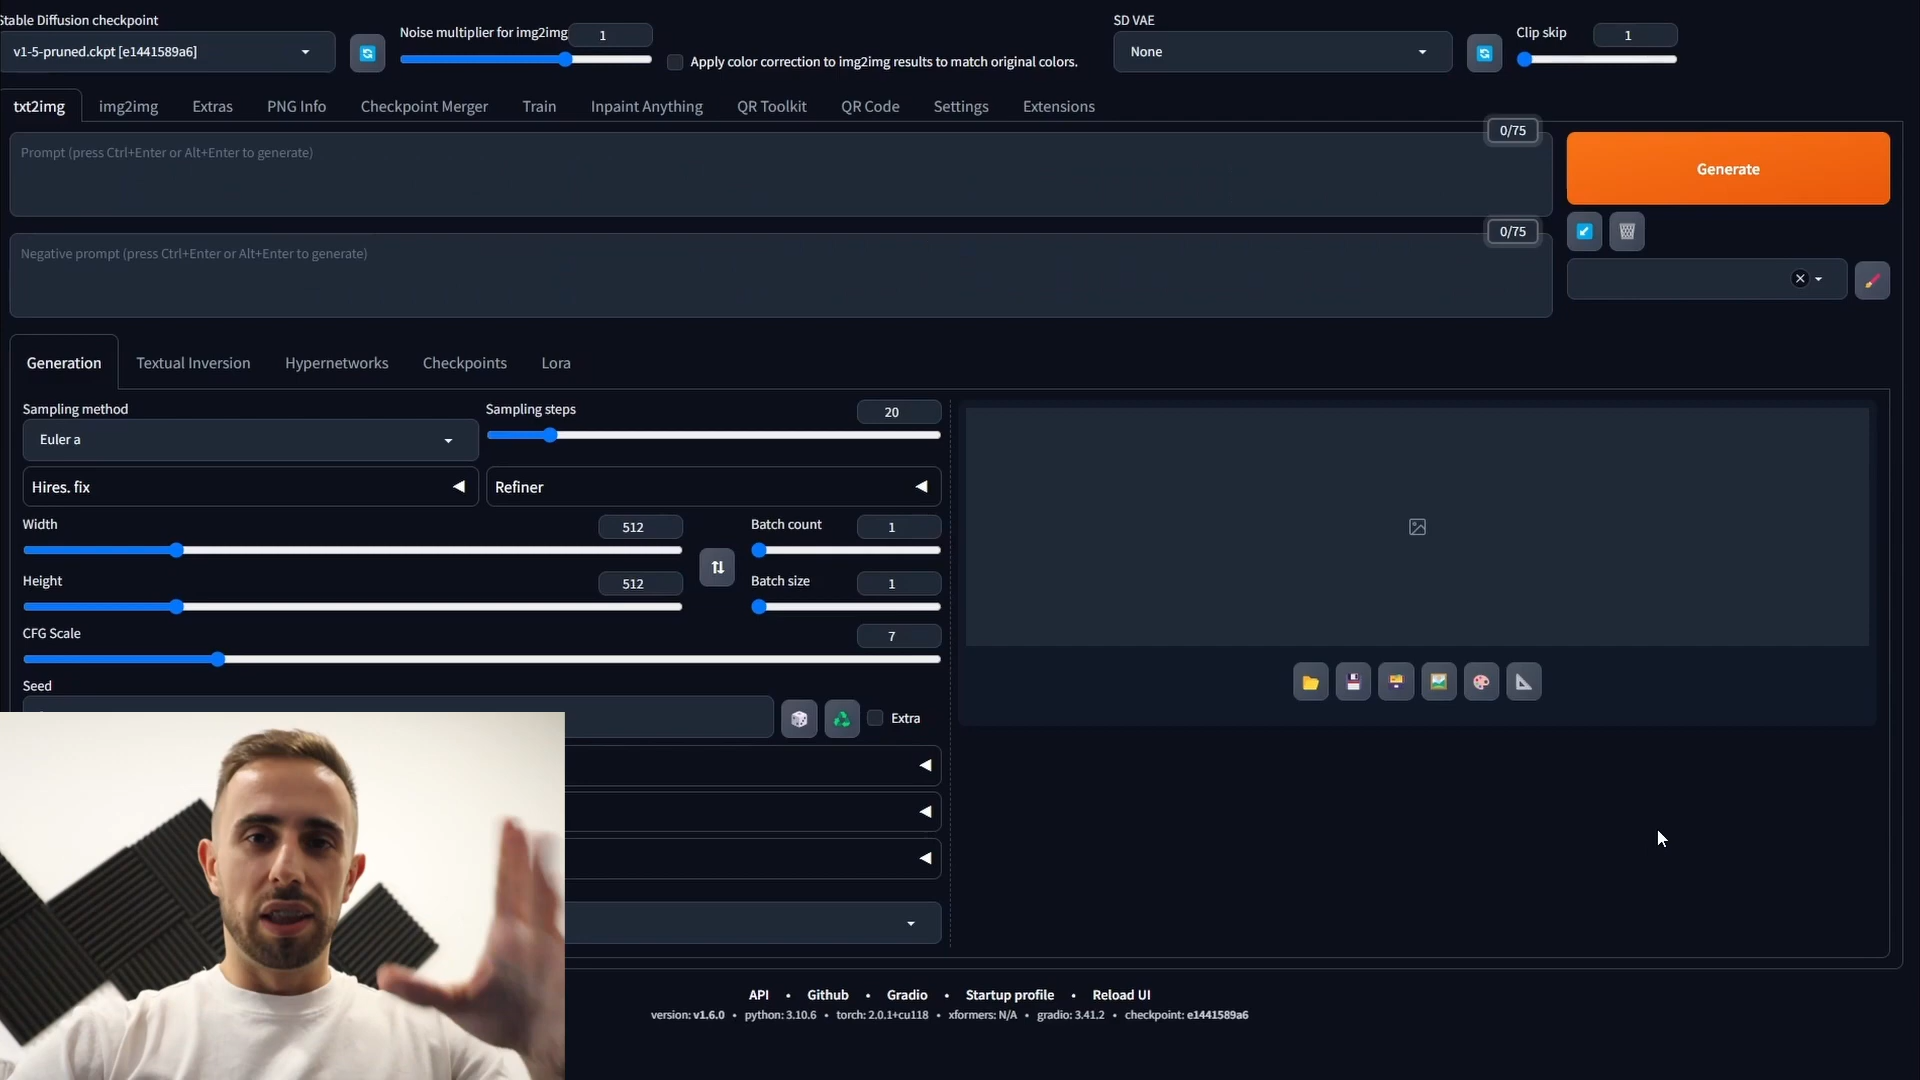 Stable Diffusion checkpoint
v1-5-pruned.ckpt [e1441589a6]
Noise multiplier for img2img
1
Apply color correction to img2img results to match original colors.
SD VAE
None
Clip skip
1
txt2img
img2img
Extras
PNG Info
Checkpoint Merger
Train
Inpaint Anything
QR Toolkit
QR Code
Settings
Extensions
0/75
Prompt (press Ctrl+Enter or Alt+Enter to generate)
Generate
0/75
Negative prompt (press Ctrl+Enter or Alt+Enter to generate)
Generation
Textual Inversion
Hypernetworks
Checkpoints
Lora
Sampling method
Euler a
Sampling steps
20
Hires. fix
Refiner
Width
512
Batch count
1
Height
512
Batch size
1
CFG Scale
7
Seed
Extra
API • Github • Gradio • Startup profile • Reload UI
version: v1.6.0 • python: 3.10.6 • torch: 2.0.1+cu118 • xformers: N/A • gradio: 3.41.2 • checkpoint: e1441589a6